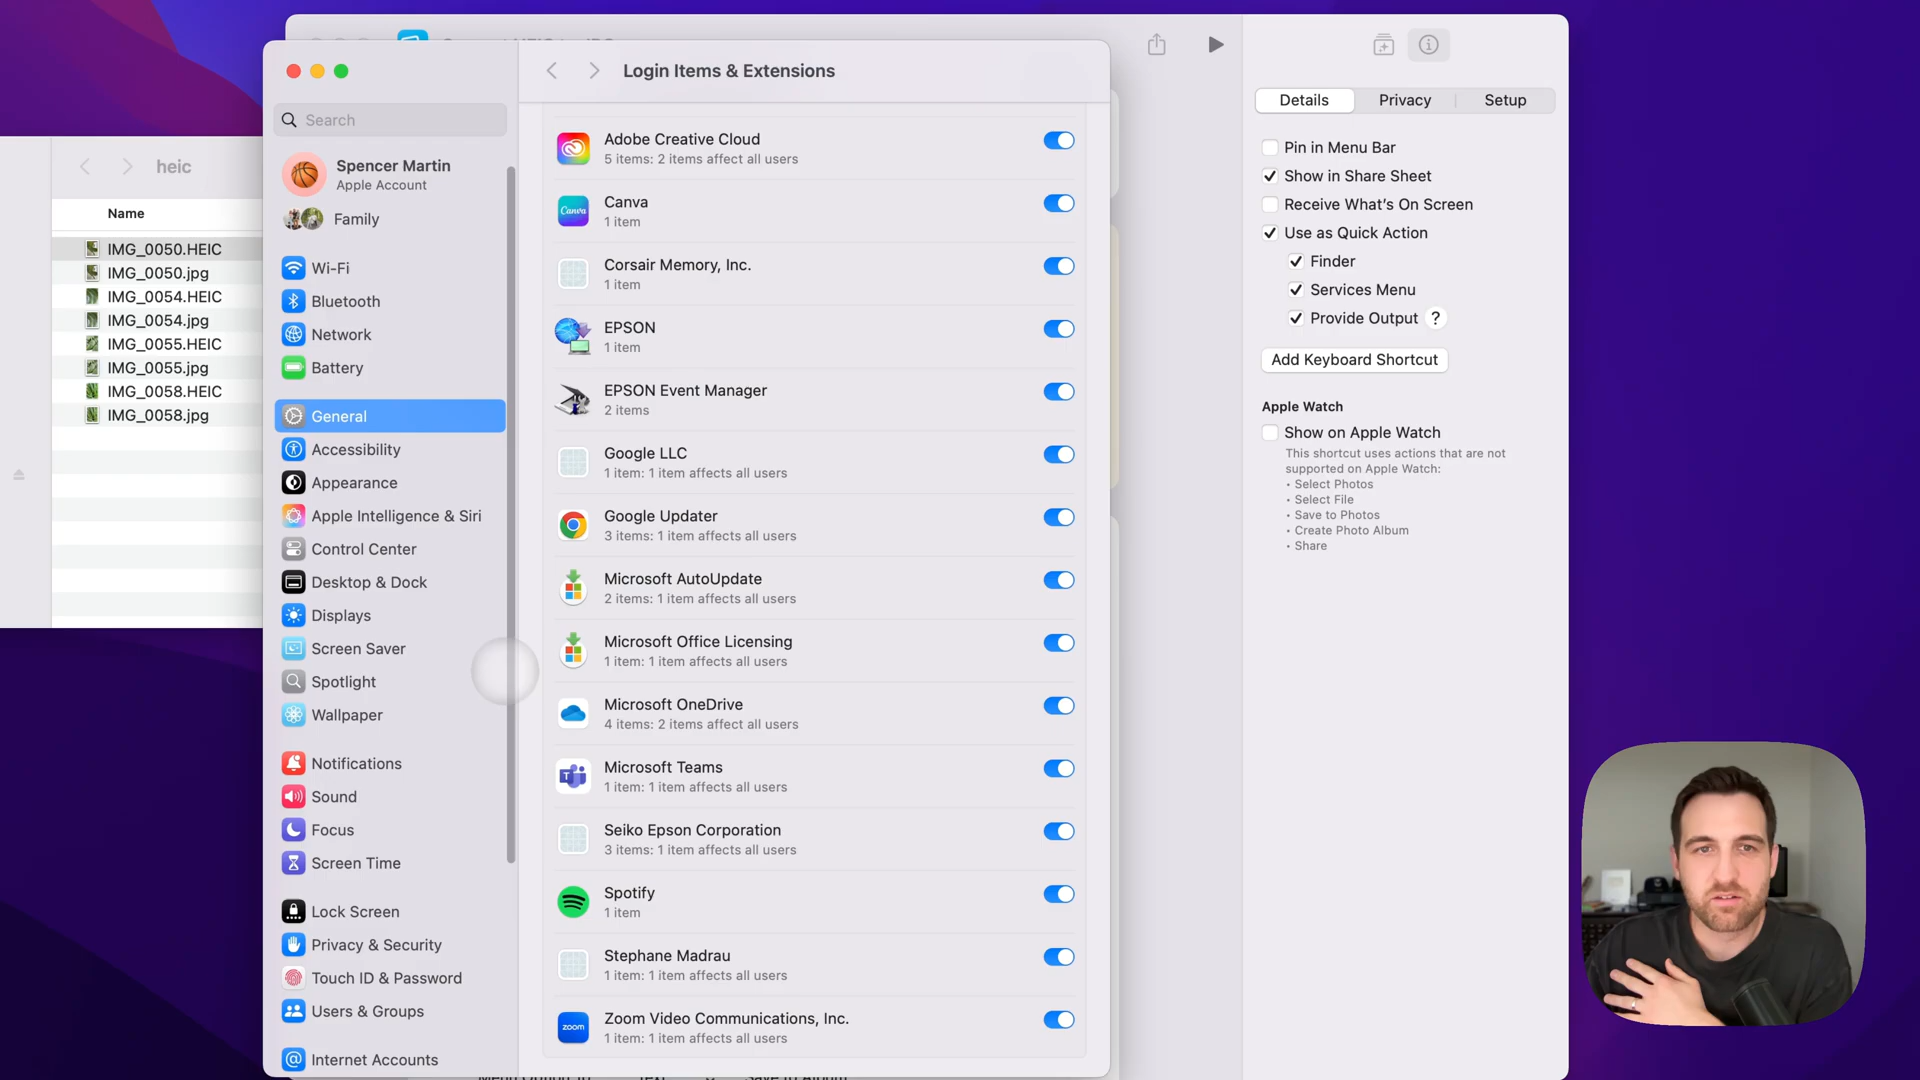 heic
Name
IMG_0050.HEIC
IMG_0050.jpg
IMG_0054.HEIC
IMG_0054.jpg
IMG_0055.HEIC
IMG_0055.jpg
IMG_0058.HEIC
IMG_0058.jpg
Search
Spencer Martin
Apple Account
Family
Wi-Fi
Bluetooth
Network
Battery
General
Accessibility
Appearance
Apple Intelligence & Siri
Control Center
Desktop & Dock
Displays
Screen Saver
Spotlight
Wallpaper
Notifications
Sound
Focus
Screen Time
Lock Screen
Privacy & Security
Touch ID & Password
Users & Groups
Internet Accounts
Login Items & Extensions
Adobe Creative Cloud
5 items: 2 items affect all users
Canva
Canva
1 item
Corsair Memory, Inc.
1 item
EPSON
1 item
EPSON Event Manager
2 items
Google LLC
1 item: 1 item affects all users
Google Updater
3 items: 1 item affects all users
Microsoft AutoUpdate
2 items: 1 item affects all users
Microsoft Office Licensing
1 item: 1 item affects all users
Microsoft OneDrive
4 items: 2 items affect all users
Microsoft Teams
1 item: 1 item affects all users
Seiko Epson Corporation
3 items: 1 item affects all users
Spotify
1 item
Stephane Madrau
1 item: 1 item affects all users
zoom
Zoom Video Communications, Inc.
1 item: 1 item affects all users
Details Privacy Setup
Pin in Menu Bar
Show in Share Sheet
Receive What's On Screen
Use as Quick Action
Finder
Services Menu
Provide Output ?
Add Keyboard Shortcut
Apple Watch
Show on Apple Watch
This shortcut uses actions that are not
supported on Apple Watch:
• Select Photos
• Select File
• Save to Photos
• Create Photo Album
• Share